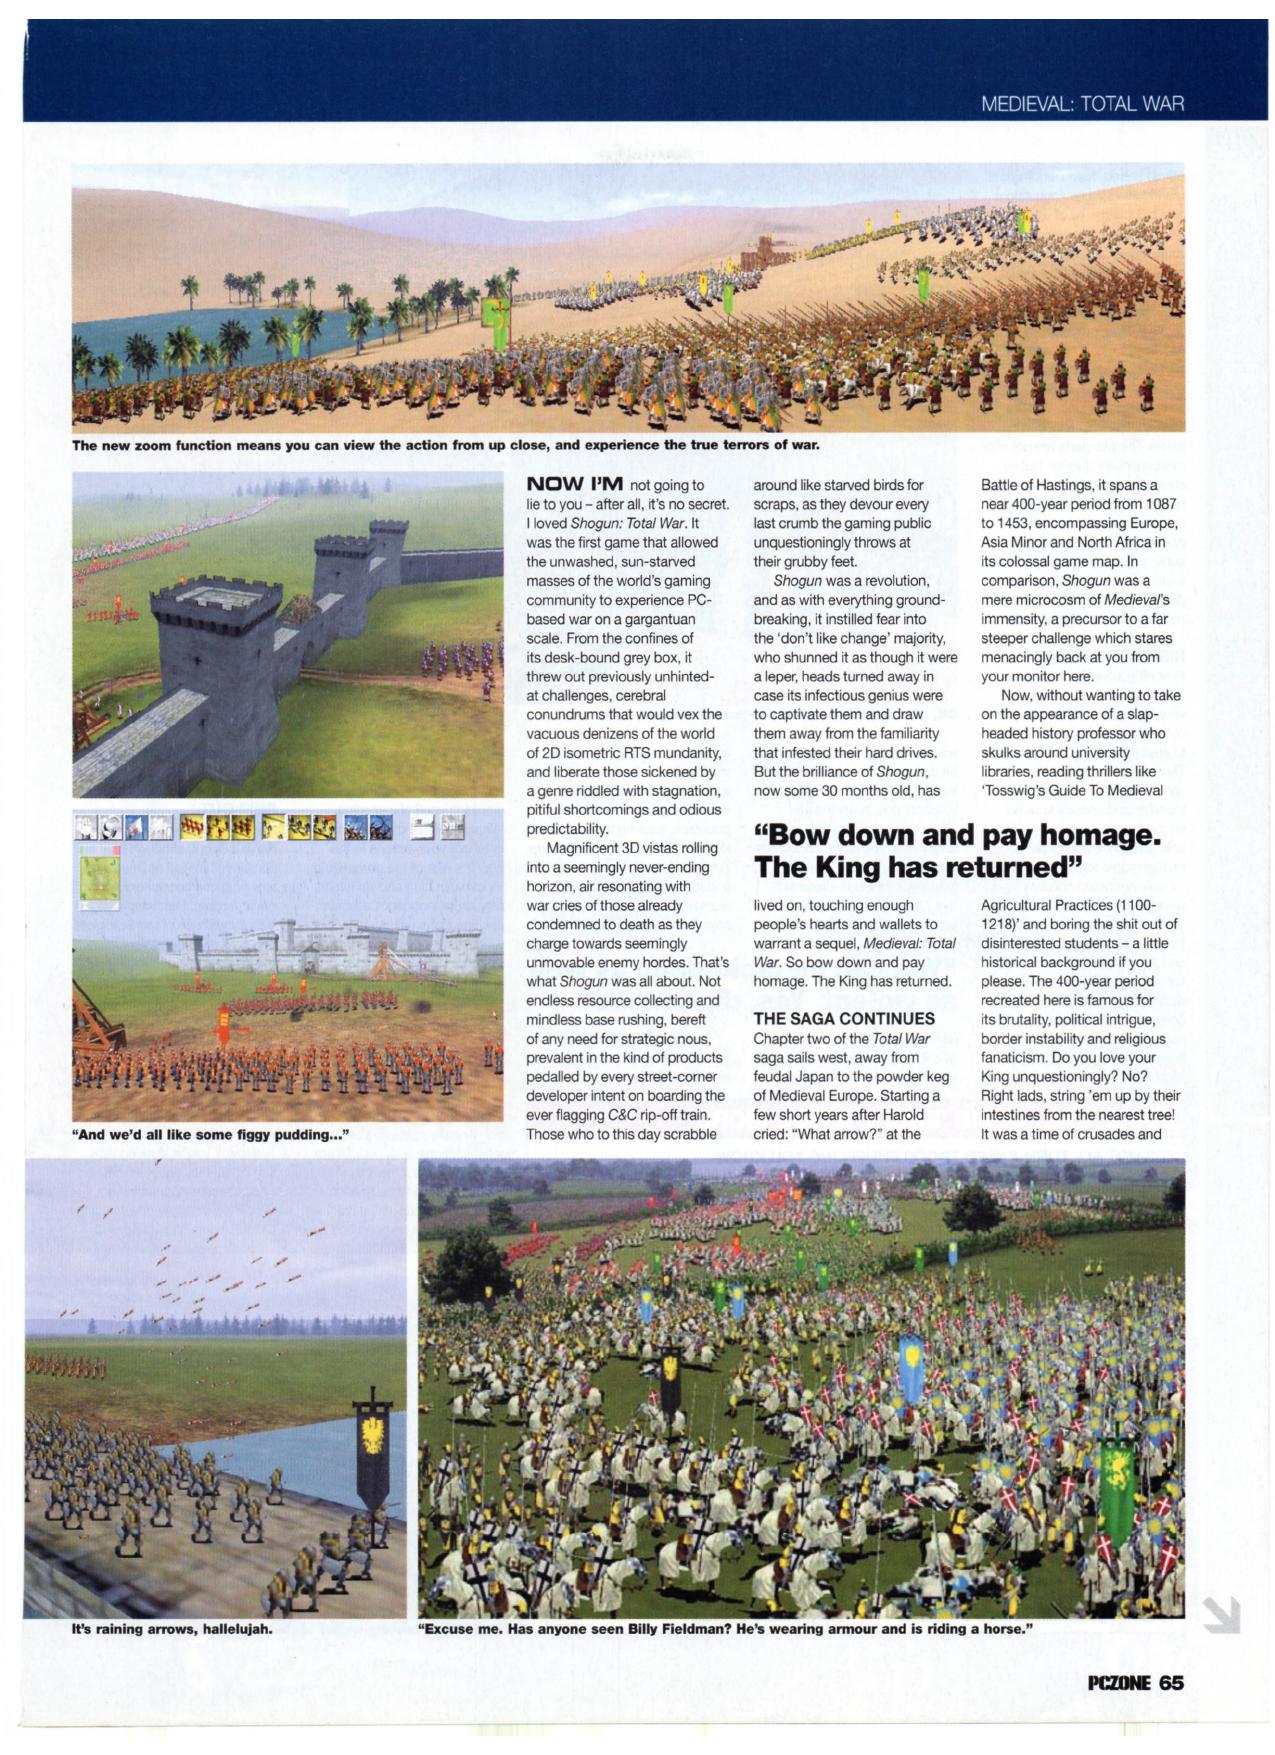 MEDIEVAL: TOTAL WAR
The new zoom function means you can view the action from up close, and experience the true terrors of war.
NOW I'M not going to
lie to you – after all, it's no secret.
I loved Shogun: Total War. It
was the first game that allowed
the unwashed, sun-starved
masses of the world's gaming
community to experience PC-
based war on a gargantuan
scale. From the confines of
its desk-bound grey box, it
threw out previously unhinted-
at challenges, cerebral
conundrums that would vex the
vacuous denizens of the world
of 2D isometric RTS mundanity,
and liberate those sickened by
a genre riddled with stagnation,
pitiful shortcomings and odious
predictability.
Magnificent 3D vistas rolling
into a seemingly never-ending
horizon, air resonating with
war cries of those already
condemned to death as they
charge towards seemingly
unmovable enemy hordes. That's
what Shogun was all about. Not
endless resource collecting and
mindless base rushing, bereft
of any need for strategic nous,
prevalent in the kind of products
pedalled by every street-corner
developer intent on boarding the
ever flagging C&C rip-off train.
Those who to this day scrabble
around like starved birds for
scraps, as they devour every
last crumb the gaming public
unquestioningly throws at
their grubby feet.
Shogun was a revolution,
and as with everything ground-
breaking, it instilled fear into
the 'don't like change' majority,
who shunned it as though it were
a leper, heads turned away in
case its infectious genius were
to captivate them and draw
them away from the familiarity
that infested their hard drives.
But the brilliance of Shogun,
now some 30 months old, has
lived on, touching enough
people's hearts and wallets to
warrant a sequel, Medieval: Total
War. So bow down and pay
homage. The King has returned.
THE SAGA CONTINUES
Chapter two of the Total War
saga sails west, away from
feudal Japan to the powder keg
of Medieval Europe. Starting a
few short years after Harold
cried: "What arrow?" at the
Battle of Hastings, it spans a
near 400-year period from 1087
to 1453, encompassing Europe,
Asia Minor and North Africa in
its colossal game map. In
comparison, Shogun was a
mere microcosm of Medieval's
immensity, a precursor to a far
steeper challenge which stares
menacingly back at you from
your monitor here.
Now, without wanting to take
on the appearance of a slap-
headed history professor who
skulks around university
libraries, reading thrillers like
'Tosswig's Guide To Medieval
"Bow down and pay homage.
The King has returned"
Agricultural Practices (1100-
1218)' and boring the shit out of
disinterested students – a little
historical background if you
please. The 400-year period
recreated here is famous for
its brutality, political intrigue,
border instability and religious
fanaticism. Do you love your
King unquestioningly? No?
Right lads, string 'em up by their
intestines from the nearest tree!
It was a time of crusades and
"And we'd all like some figgy pudding..."
It's raining arrows, hallelujah.
"Excuse me. Has anyone seen Billy Fieldman? He's wearing armour and is riding a horse."
PCZONE 65